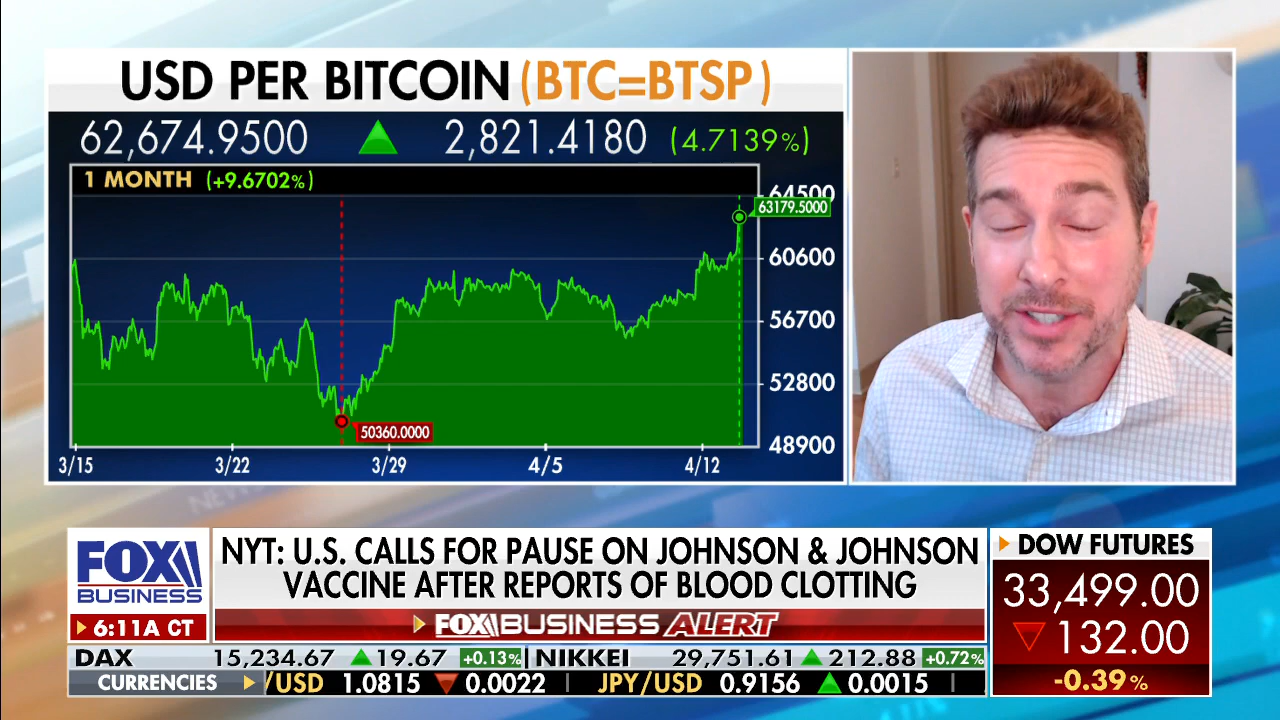 USD PER BITCOIN (BTC=BTSP)
62,674.9500 ▲ 2,821.4180 (4.7139%)
1 MONTH (+9.6702%)
64500
63179.5000
60600
56700
52800
50360.0000
48900
3/15 3/22 3/29 4/5 4/12
FOX BUSINESS
6:11A CT
NYT: U.S. CALLS FOR PAUSE ON JOHNSON & JOHNSON
VACCINE AFTER REPORTS OF BLOOD CLOTTING
FOX BUSINESS ALERT
DOW FUTURES
33,499.00
▼ 132.00
-0.39%
DAX 15,234.67 ▲ 19.67 +0.13% NIKKEI 29,751.61 ▲ 212.88 +0.72%
CURRENCIES /USD 1.0815 ▼ 0.0022 | JPY/USD 0.9156 ▲ 0.0015 |